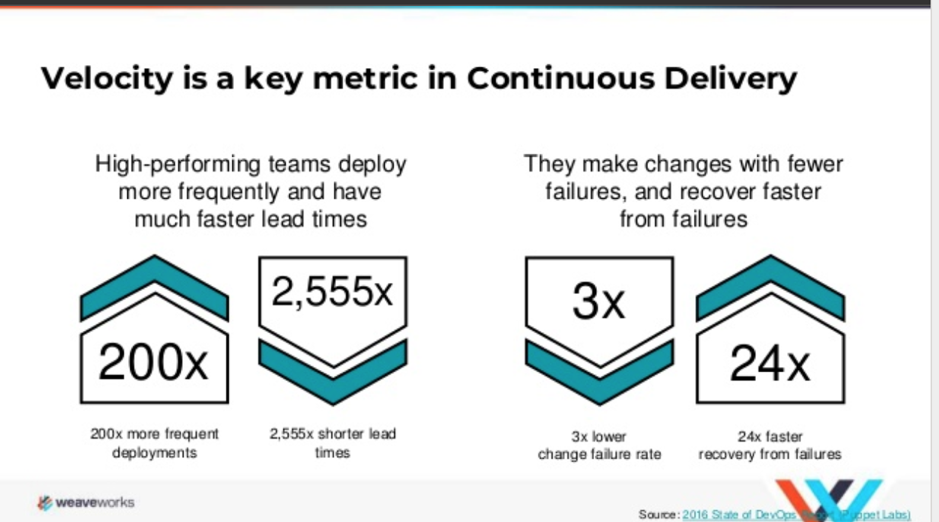 Velocity is a key metric in Continuous Delivery
High-performing teams deploy
more frequently and have
much faster lead times
They make changes with fewer
failures, and recover faster
from failures
200x
2,555x
3x
24x
200x more frequent
deployments
2,555x shorter lead
times
3x lower
change failure rate
24x faster
recovery from failures
weaveworks
Source: 2016 State of DevOps (Puppet Labs)